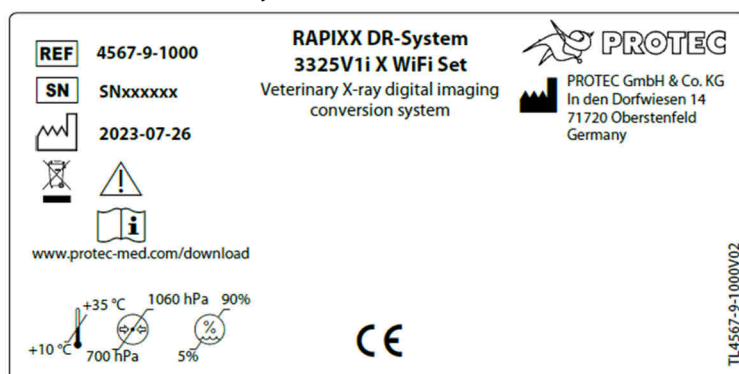 REF 4567-9-1000
SN SNxxxxxx
2023-07-26
www.protec-med.com/download
+35 °C
+10 °C
1060 hPa
700 hPa
90%
%
5%
RAPIXX DR-System
3325V1i X WiFi Set
Veterinary X-ray digital imaging
conversion system
CE
PROTEC
PROTEC GmbH & Co. KG
In den Dorfwiesen 14
71720 Oberstenfeld
Germany
TL4567-9-1000V02